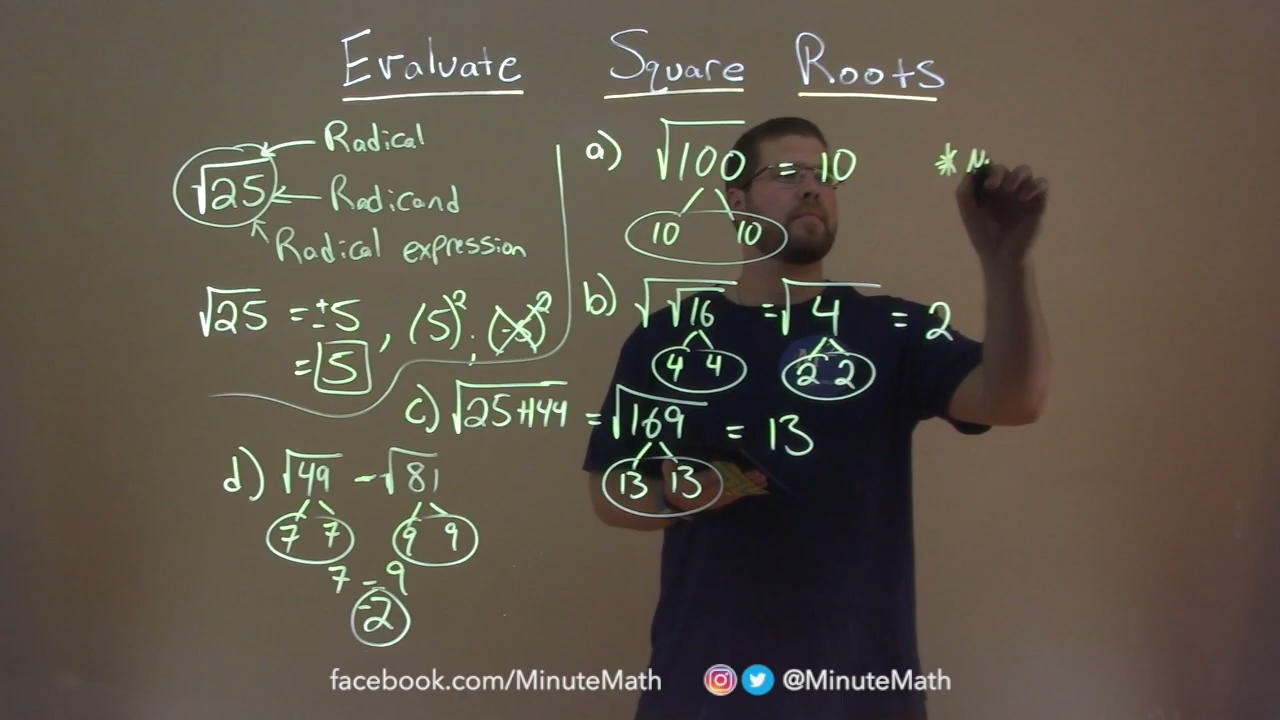 Evaluate Square Roots
√25
Radical
Radicand
Radical expression
√25 = ±5 , (5)² ; (-5)²
= 5
a) √100 = 10
10 10
b) √√16 = √4 = 2
4 4 2 2
c) √25+144 = √169 = 13
13 13
d) √49 - √81
7 7 9 9
7 - 9
-2
*
facebook.com/MinuteMath @MinuteMath